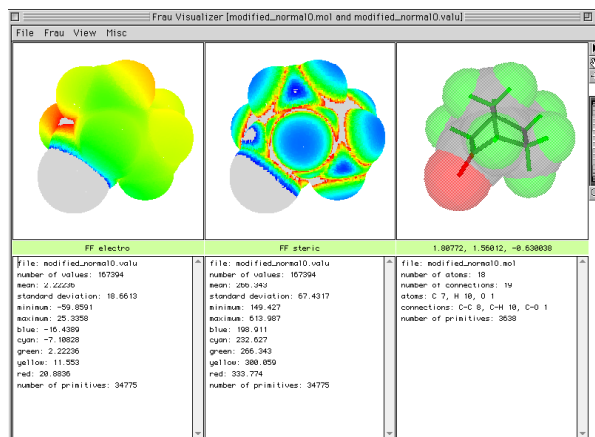 Frau Visualizer [modified_normal0.mol and modified_normal0.valu]
File Frau View Misc
FF electro
FF steric
1.80772, 1.56012, -0.630038
file: modified_normal0.valu
number of values: 167394
mean: 2.22236
standard deviation: 18.6613
minimum: -59.8591
maximum: 25.3358
blue: -16.4389
cyan: -7.10828
green: 2.22236
yellow: 11.553
red: 20.8836
number of primitives: 34775
file: modified_normal0.valu
number of values: 167394
mean: 266.343
standard deviation: 67.4317
minimum: 149.427
maximum: 613.987
blue: 198.911
cyan: 232.627
green: 266.343
yellow: 300.059
red: 333.774
number of primitives: 34775
file: modified_normal0.mol
number of atoms: 18
number of connections: 19
atoms: C 7, H 10, O 1
connections: C-C 8, C-H 10, C-O 1
number of primitives: 3638